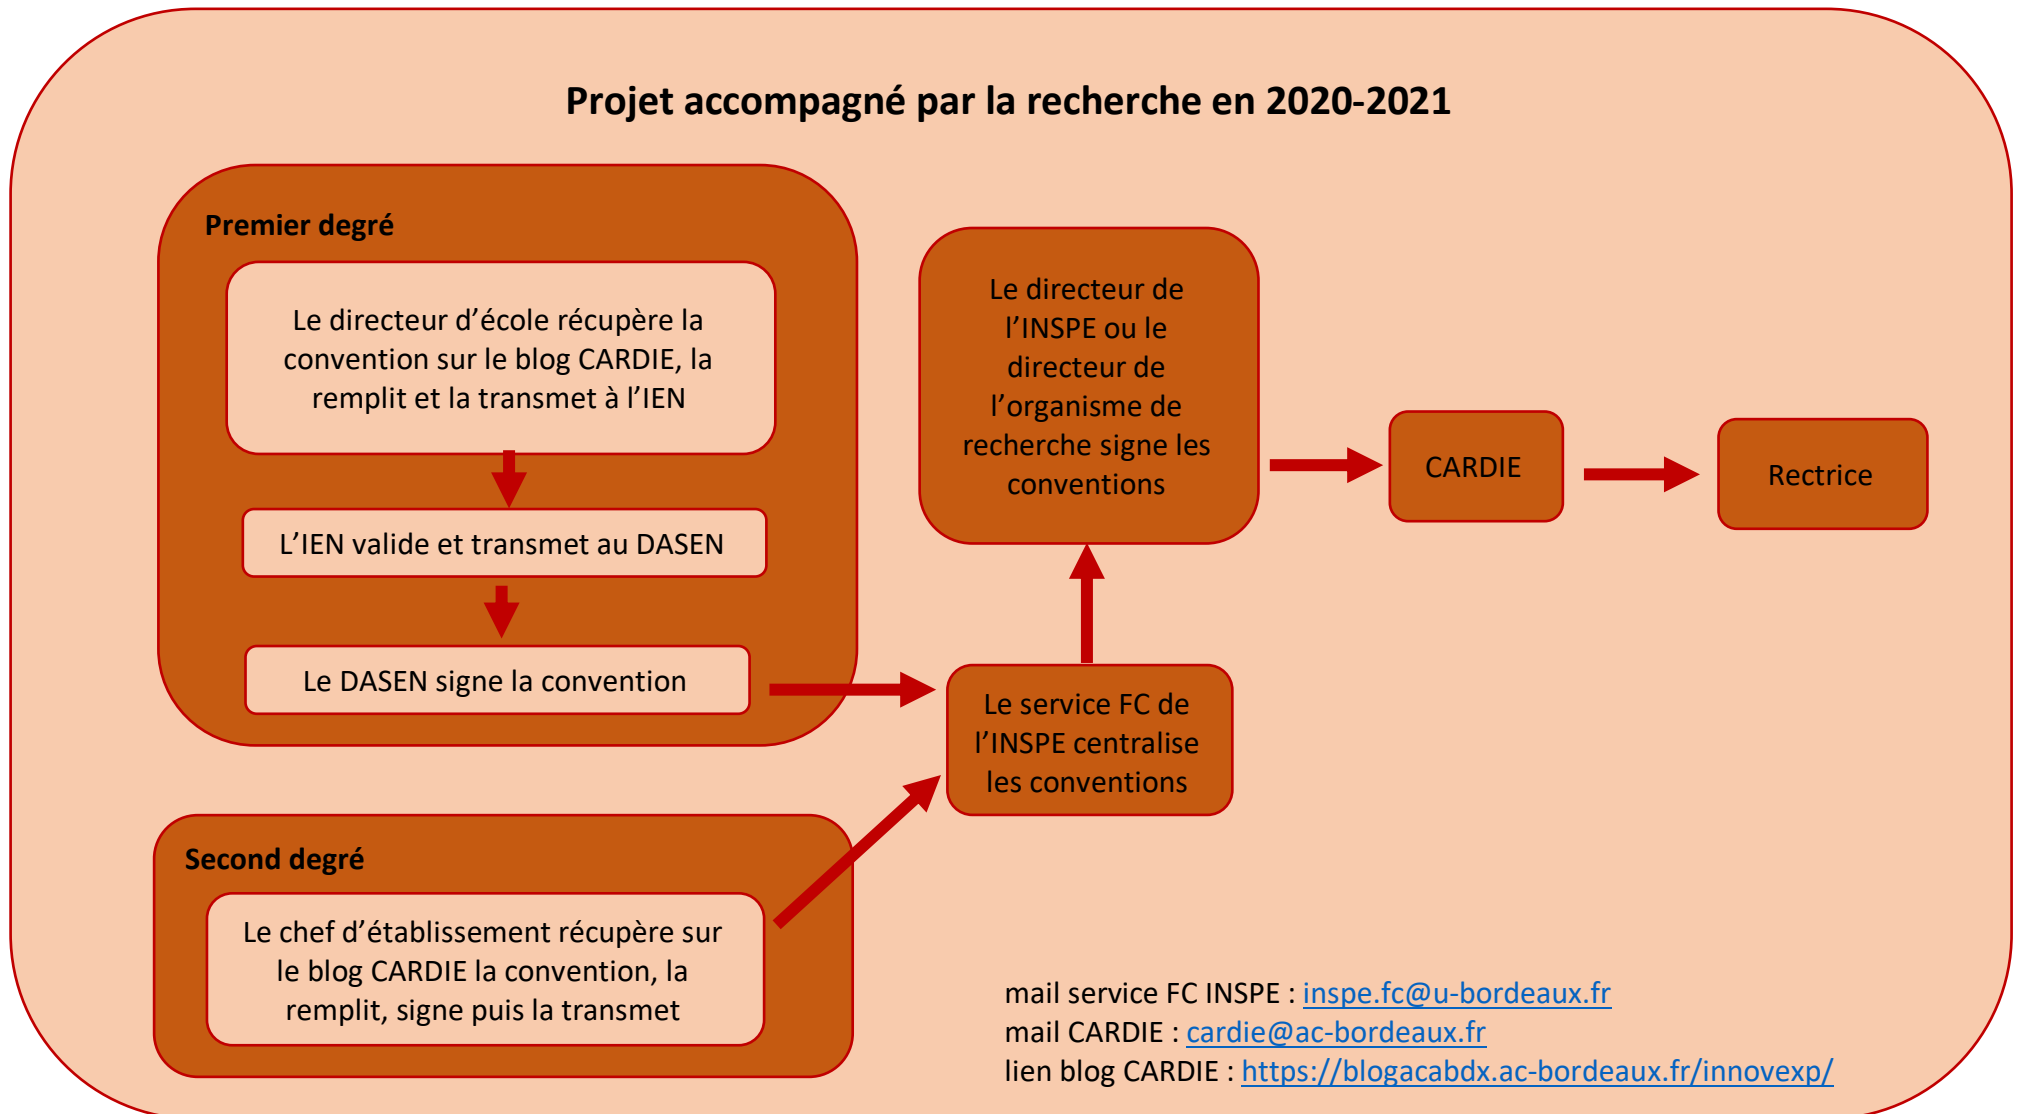 Projet accompagné par la recherche en 2020-2021
Premier degré
Le directeur d’école récupère la
convention sur le blog CARDIE, la
remplit et la transmet à l’IEN
L’IEN valide et transmet au DASEN
Le DASEN signe la convention
Second degré
Le chef d’établissement récupère sur
le blog CARDIE la convention, la
remplit, signe puis la transmet
Le service FC de
l’INSPE centralise
les conventions
Le directeur de
l’INSPE ou le
directeur de
l’organisme de
recherche signe les
conventions
CARDIE
Rectrice
mail service FC INSPE : inspe.fc@u-bordeaux.fr
mail CARDIE : cardie@ac-bordeaux.fr
lien blog CARDIE : https://blogacabdx.ac-bordeaux.fr/innovexp/